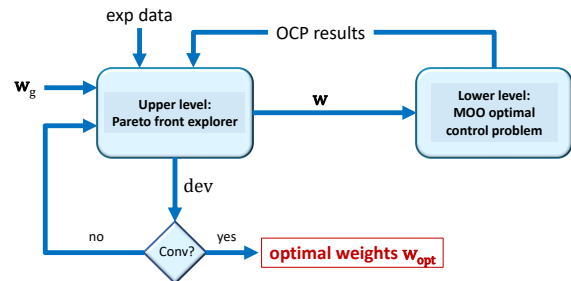 exp data
OCP results
w_g
Upper level:
Pareto front explorer
w
Lower level:
MOO optimal
control problem
dev
no
Conv?
yes
optimal weights w_opt